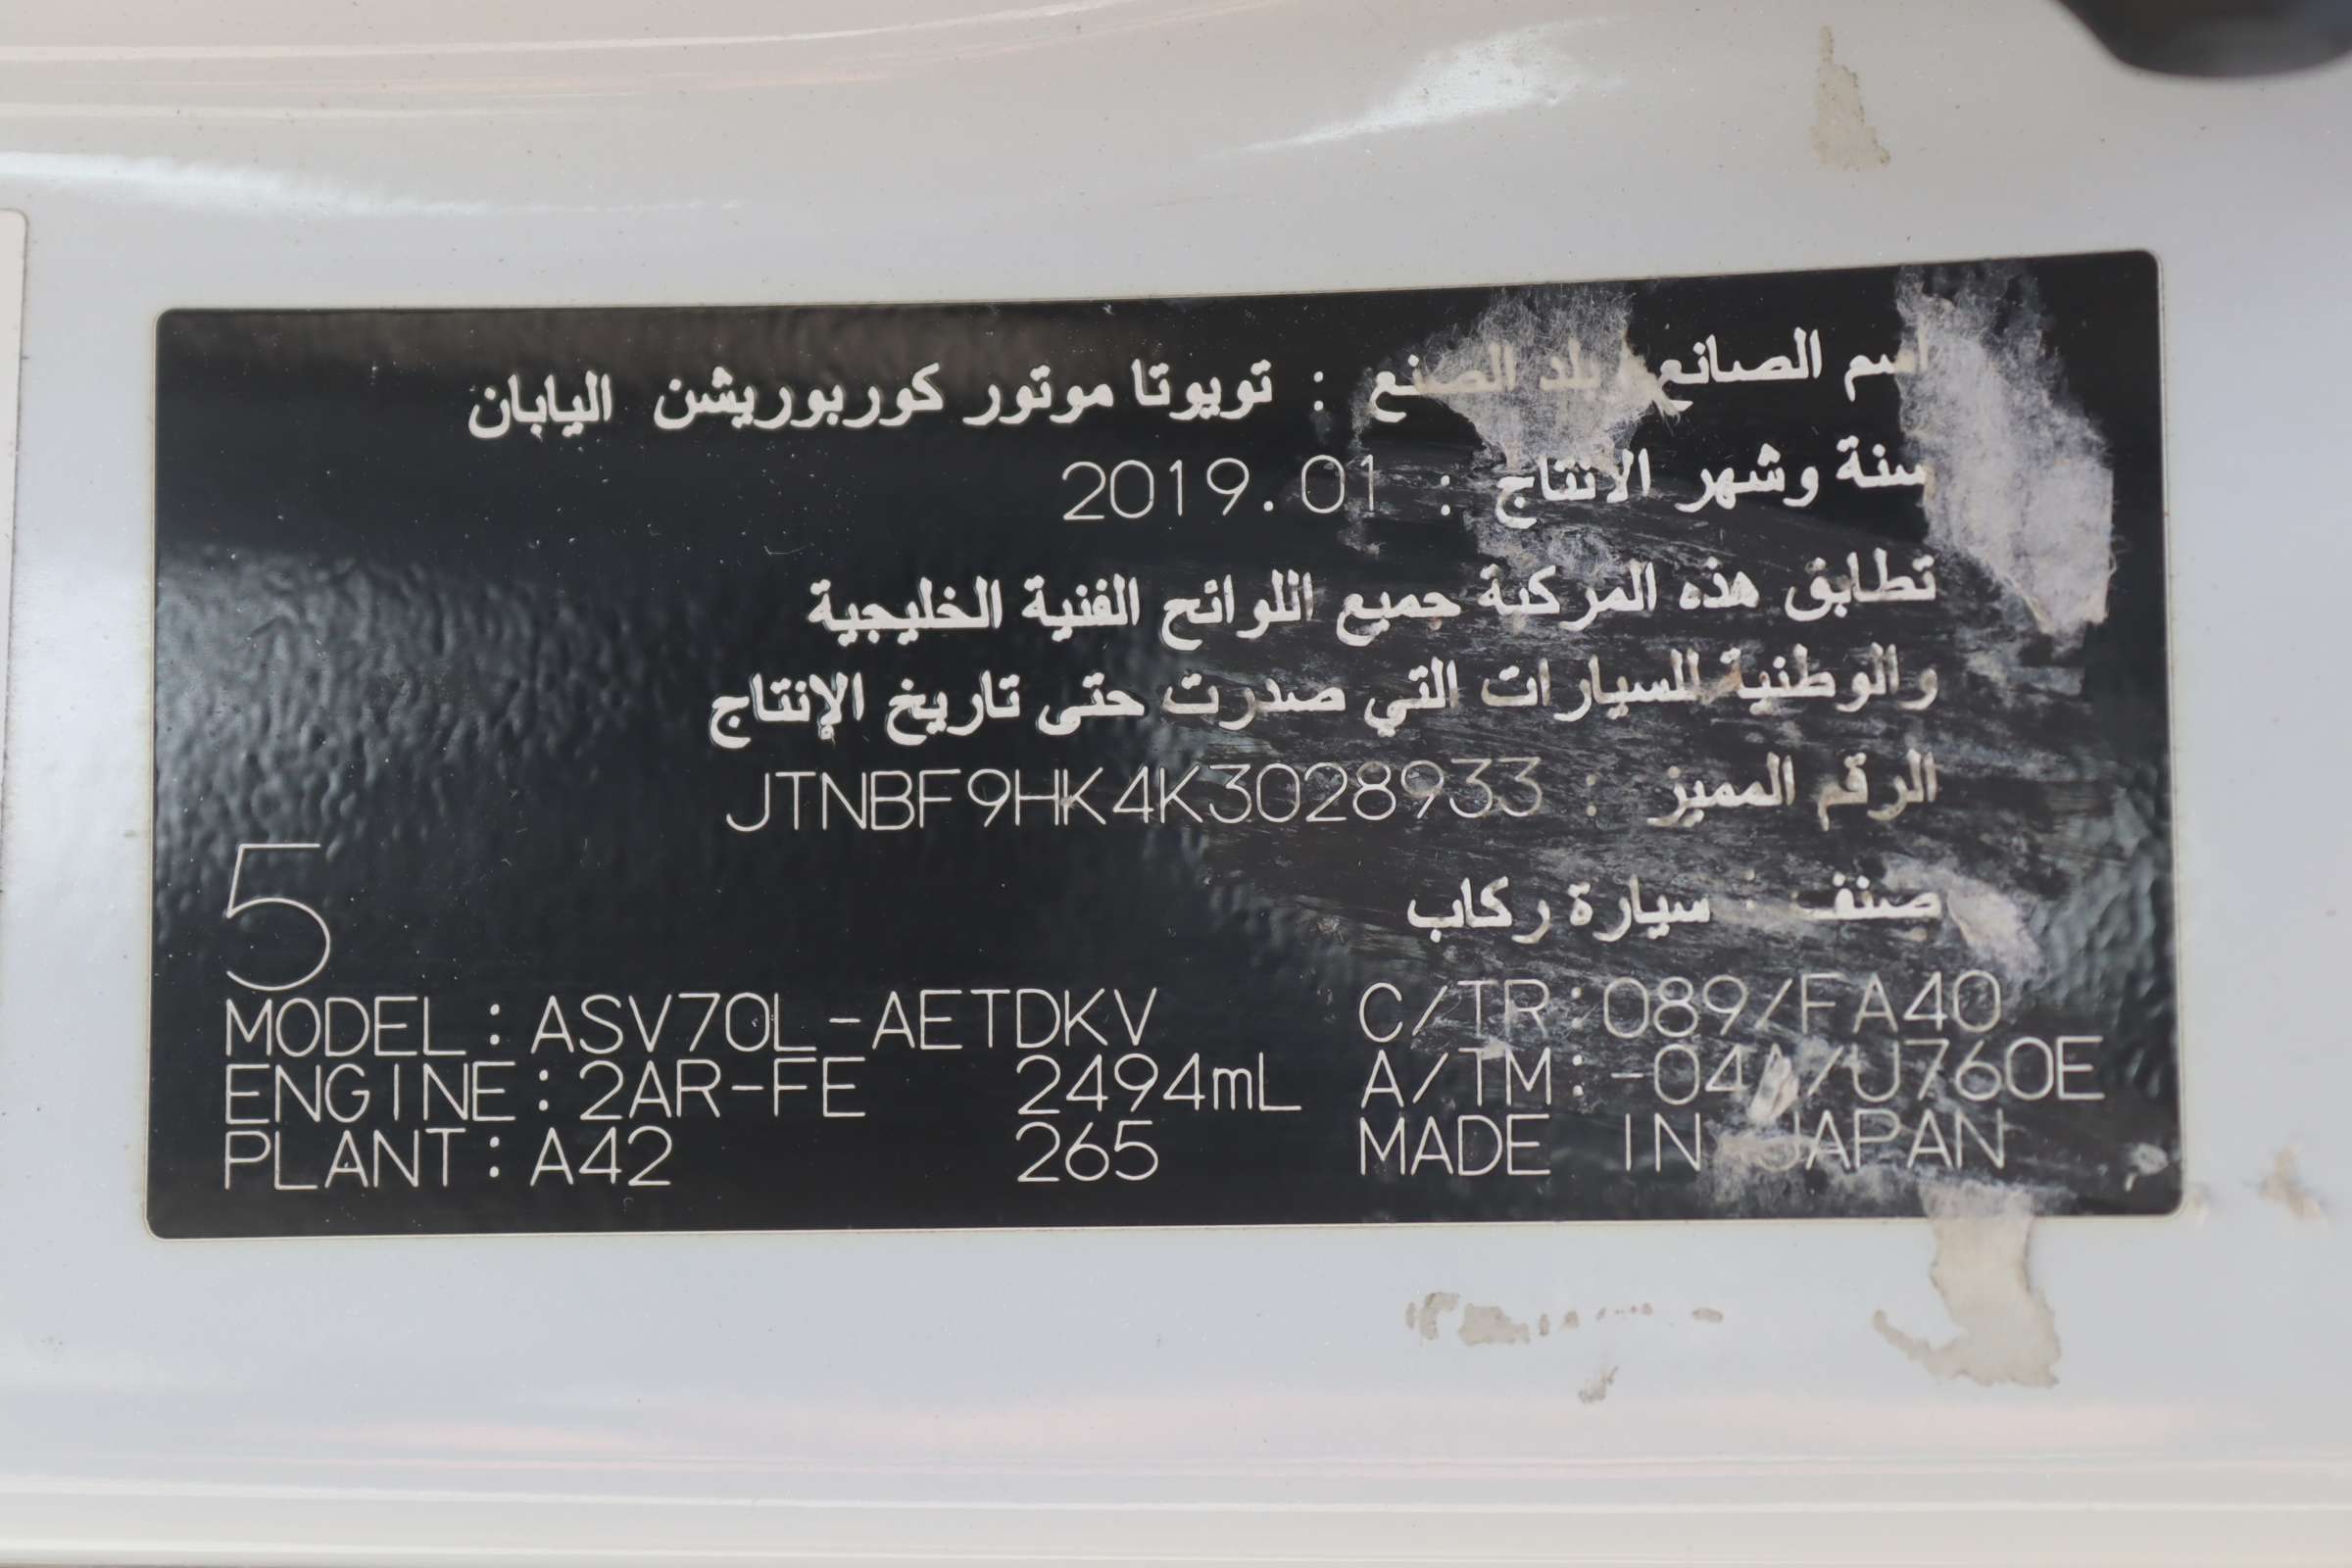 اسم الصانع / بلد الصنع : تويوتا موتور كوربوريشن اليابان
سنة وشهر الانتاج : 2019.01
تطابق هذه المركبة جميع اللوائح الفنية الخليجية
والوطنية للسيارات التي صدرت حتى تاريخ الإنتاج
الرقم المميز : JTNBF9HK4K3028933
صنف : سيارة ركاب
5
MODEL:ASV70L-AETDKV C/TR:089/FA40
ENGINE:2AR-FE 2494mL A/TM:-04A/U760E
PLANT:A42 265 MADE IN JAPAN